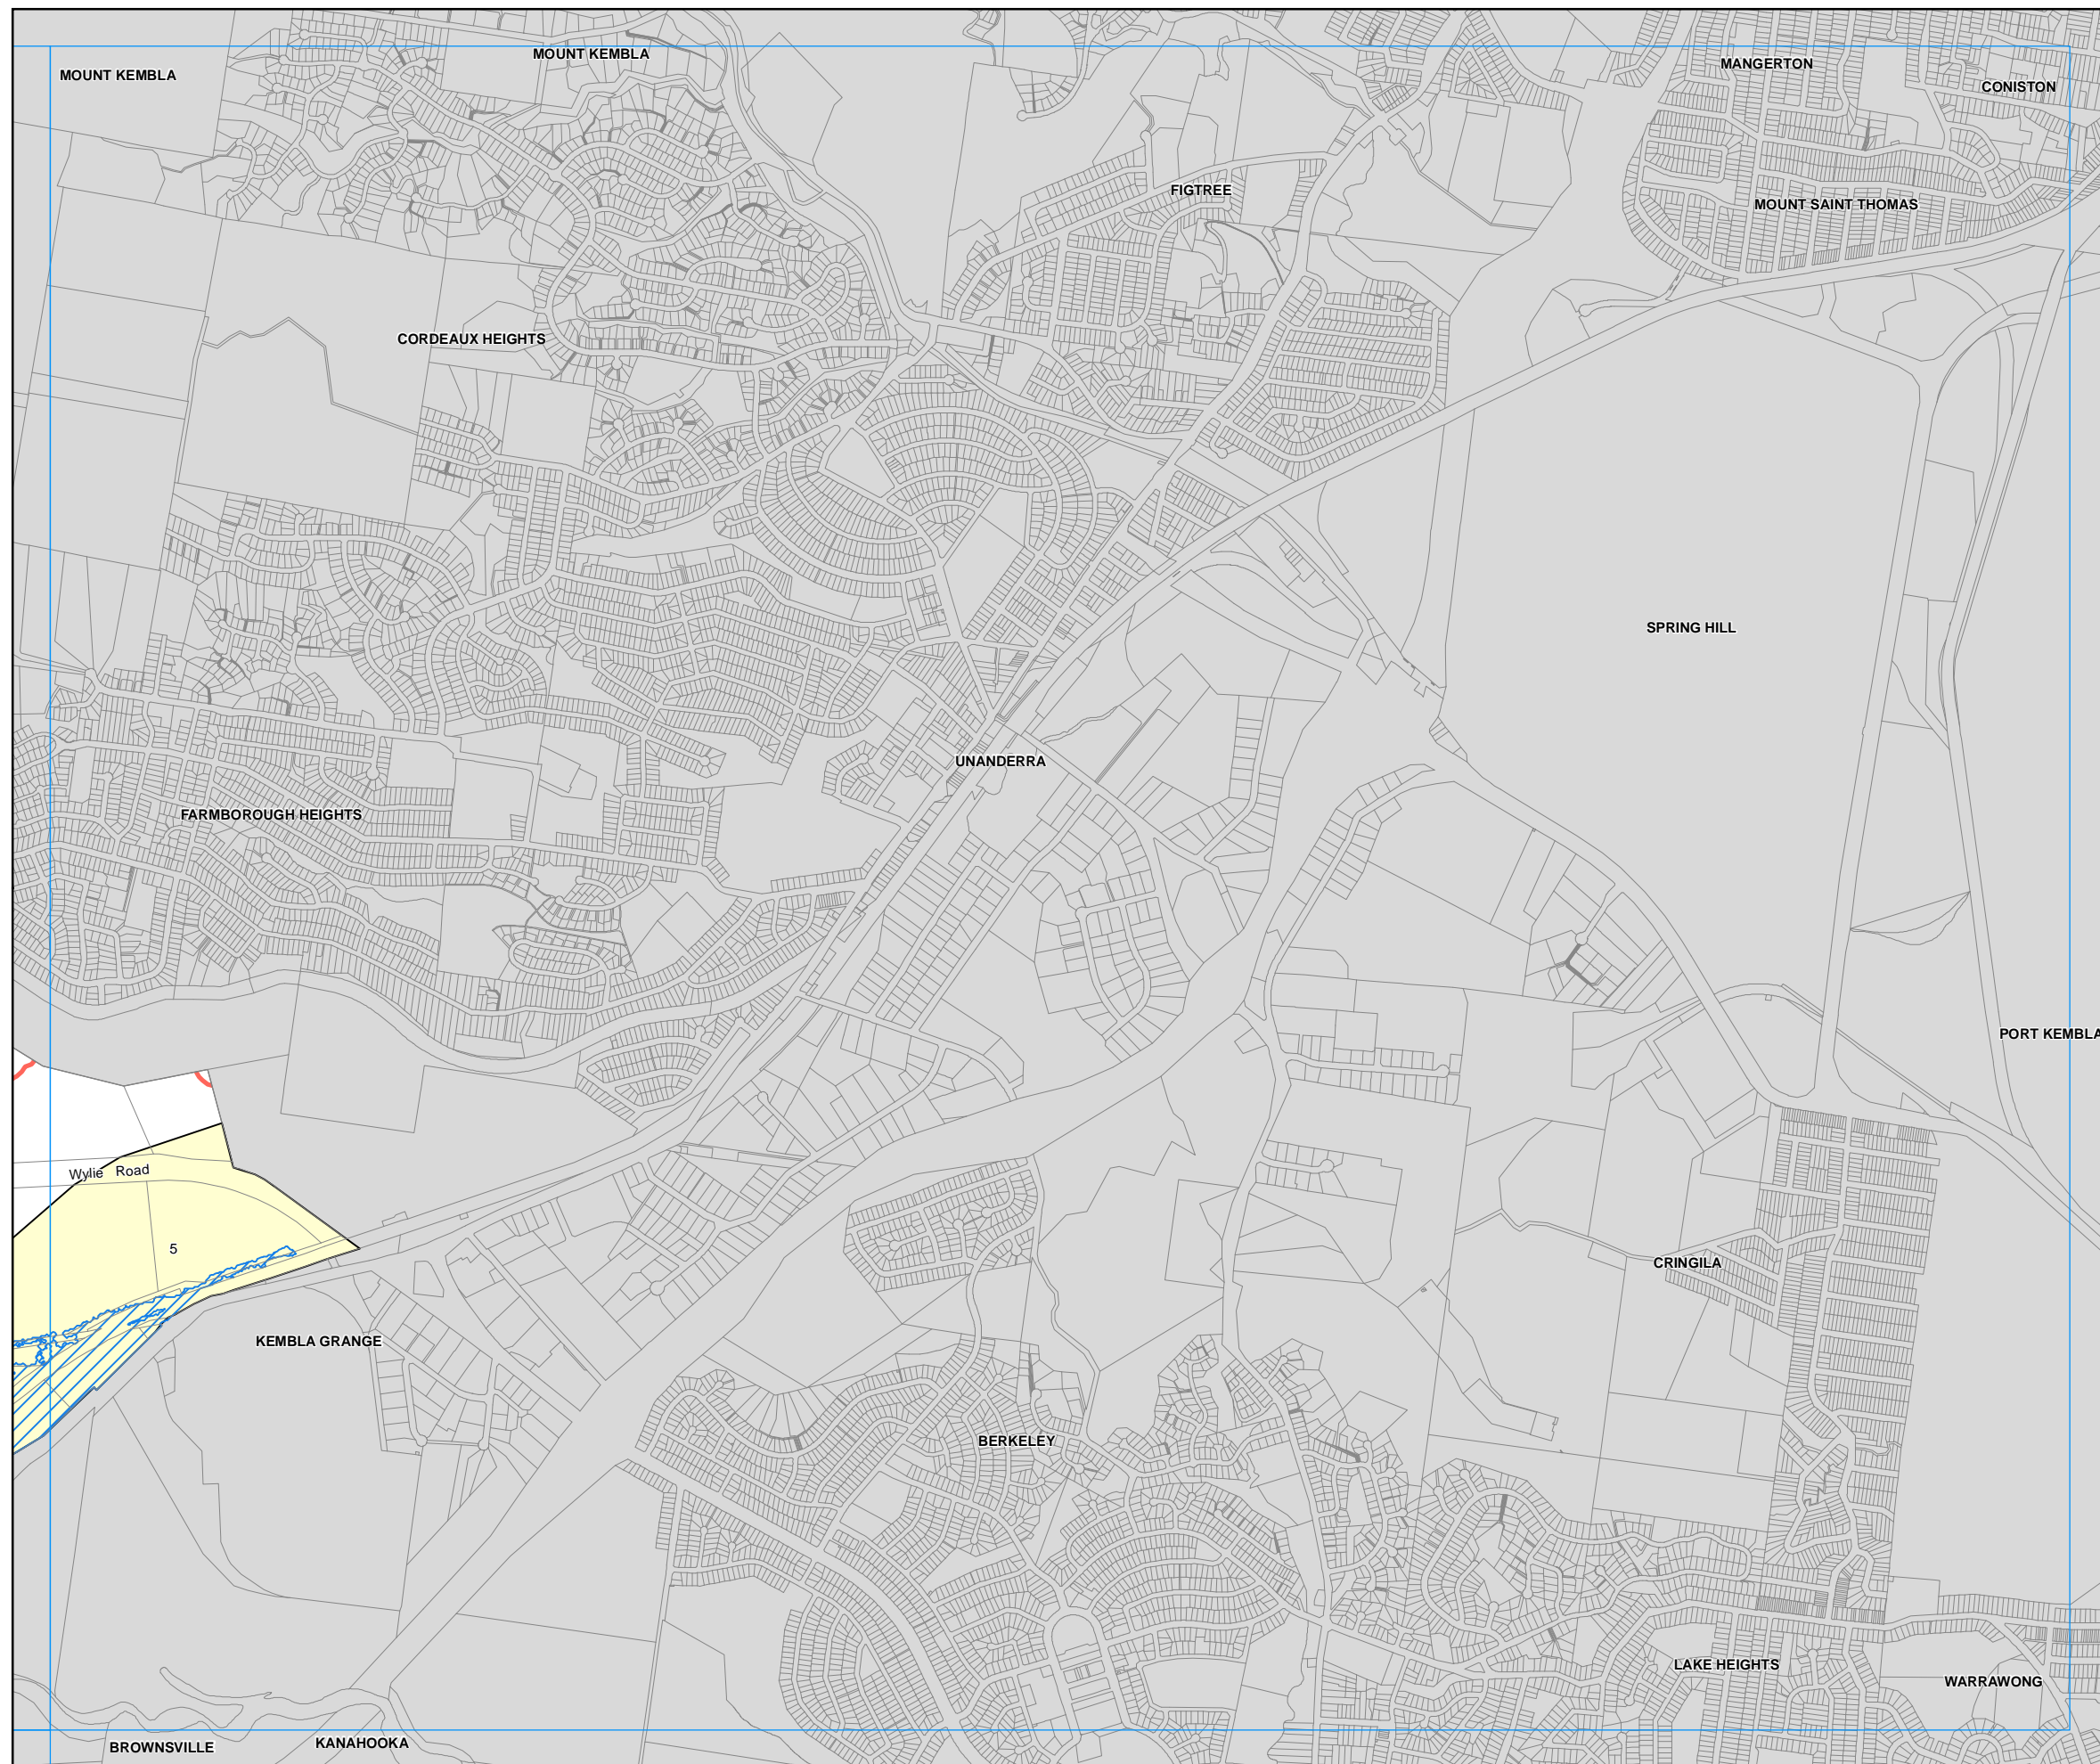 MOUNT KEMBLA
MANGERTON
MOUNT KEMBLA
CONISTON
FIGTREE
MOUNT SAINT THOMAS
CORDEAUX HEIGHTS
SPRING HILL
UNANDERRA
FARMBOROUGH HEIGHTS
PORT KEMBLA
Wylie Road
5
CRINGILA
KEMBLA GRANGE
BERKELEY
LAKE HEIGHTS
WARRAWONG
KANAHOOKA
BROWNSVILLE